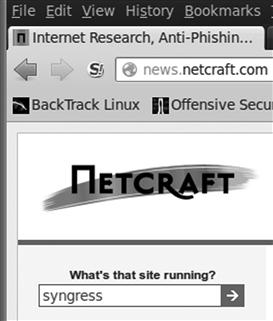 File Edit View History Bookmarks
Internet Research, Anti-Phishin...
S! news.netcraft.com
BackTrack Linux Offensive Secu
NETCRAFT
What's that site running?
syngress